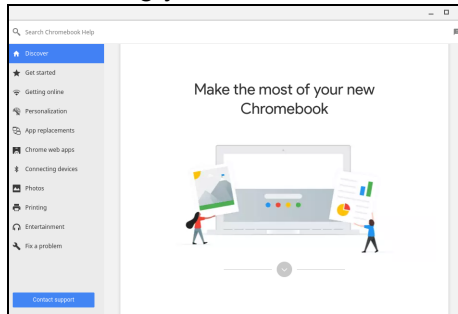 Search Chromebook Help
Discover
Get started
Getting online
Personalization
App replacements
Chrome web apps
Connecting devices
Photos
Printing
Entertainment
Fix a problem
Contact support
Make the most of your new
Chromebook